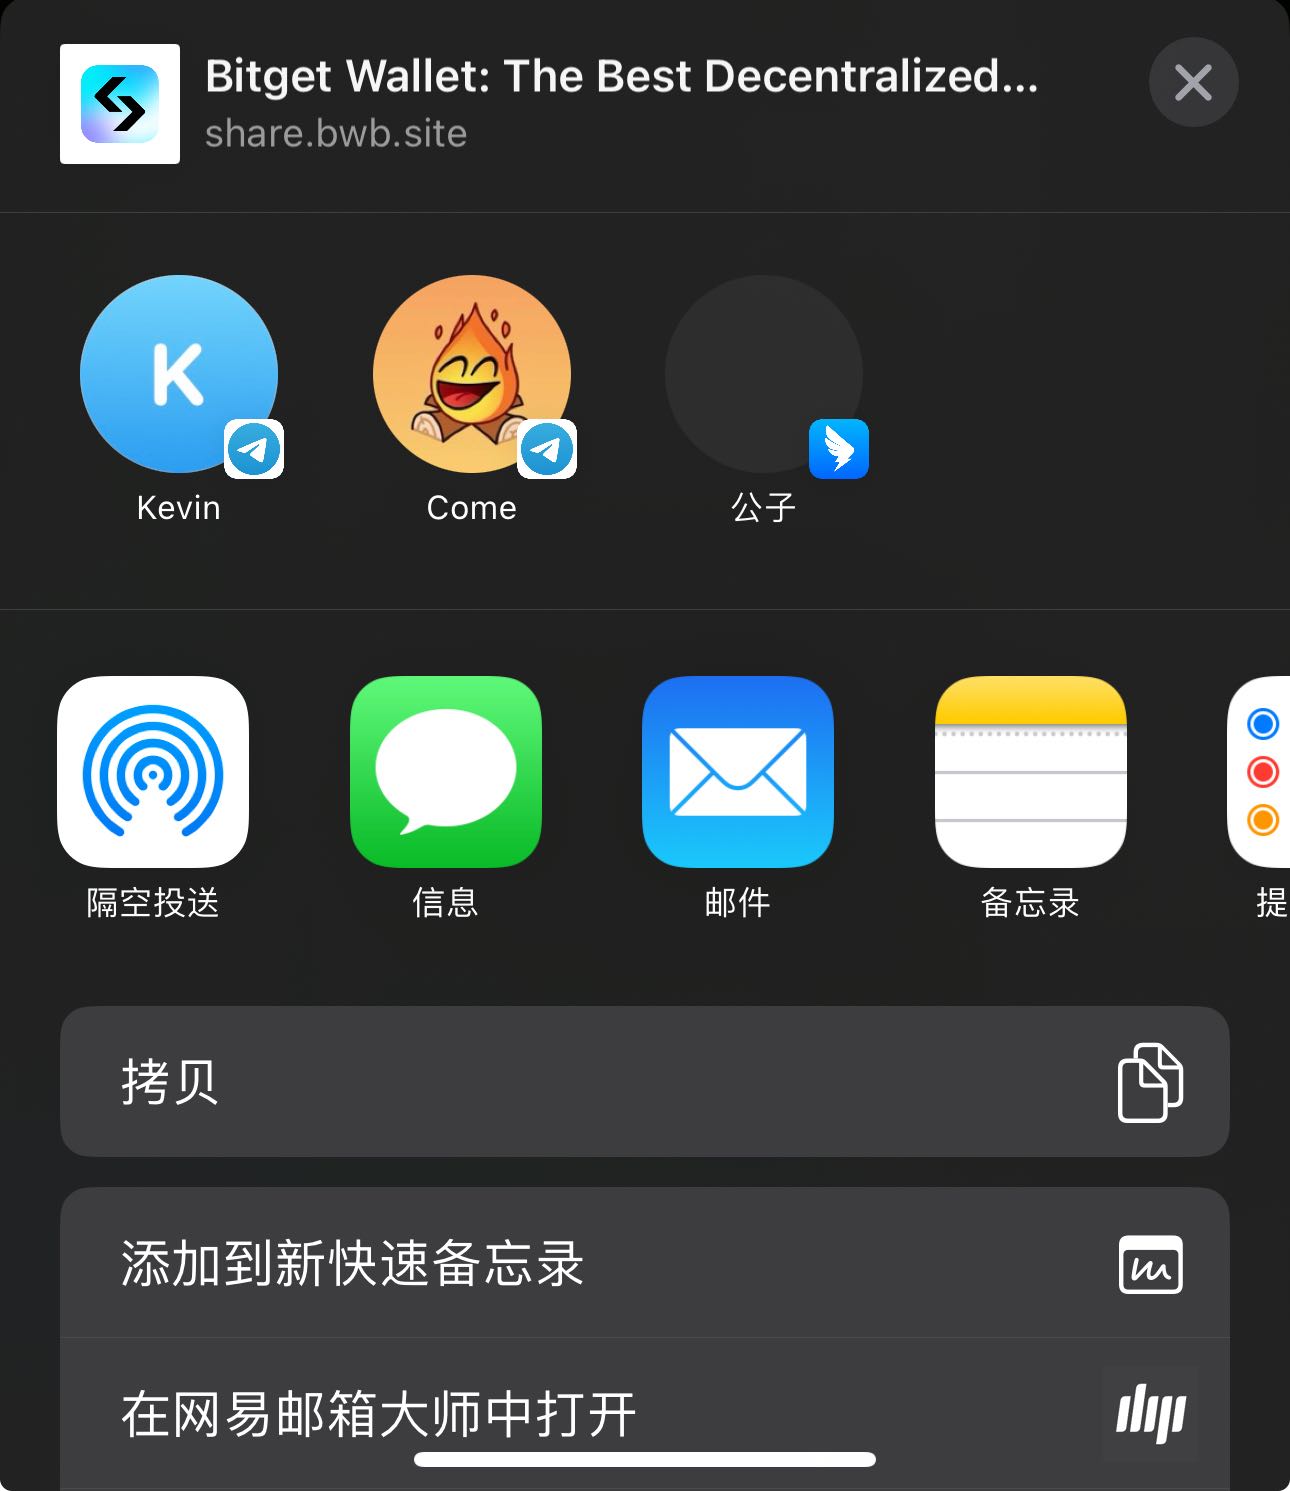 Bitget Wallet: The Best Decentralized...
share.bwb.site
K
Kevin
Come
公子
隔空投送
信息
邮件
备忘录
提
拷贝
添加到新快速备忘录
在网易邮箱大师中打开